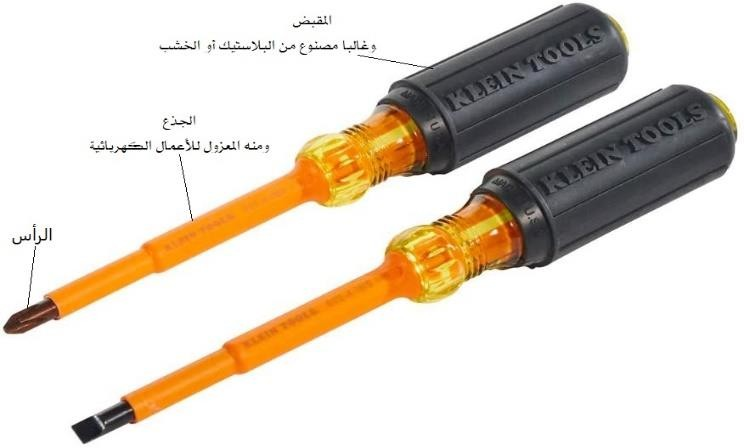 المقبض
وغالبا مصنوع من البلاستيك أو الخشب
الجذع
ومنه المعزول للأعمال الكهربائية
الرأس
KLEIN TOOLS
KLEIN TOOLS
KLEIN TOOLS
KLEIN TOOLS